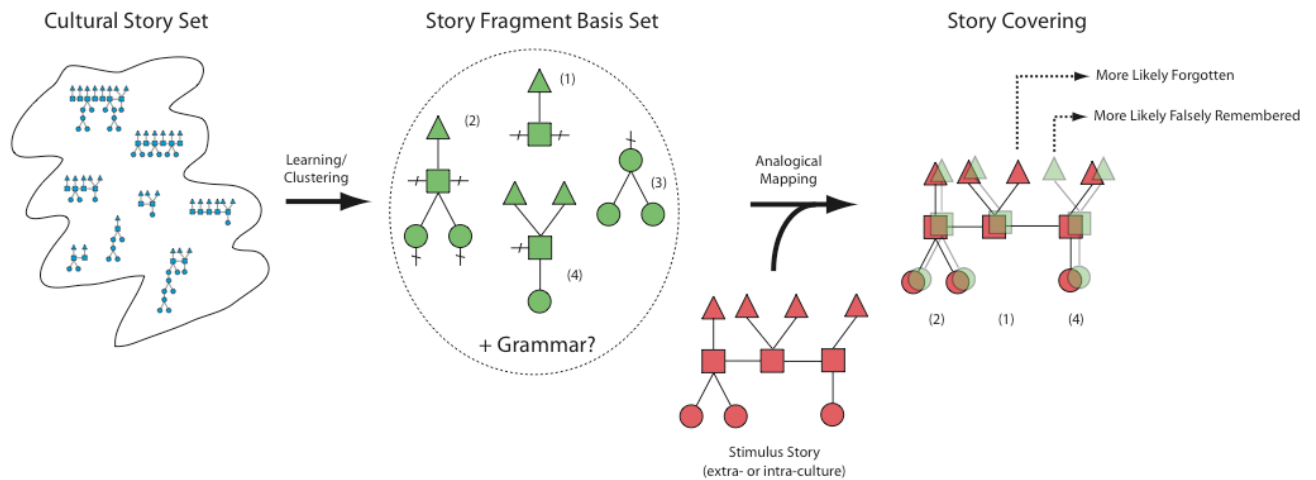 Cultural Story Set
Story Fragment Basis Set
Story Covering
(1)
(2)
(3)
(4)
+ Grammar?
Learning/
Clustering
Analogical
Mapping
Stimulus Story
(extra- or intra-culture)
More Likely Forgotten
More Likely Falsely Remembered
(2)
(1)
(4)